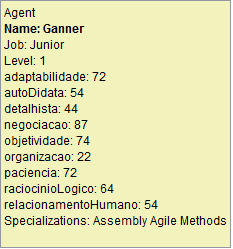 Agent
Name: Ganner
Job: Junior
Level: 1
adaptabilidade: 72
autoDidata: 54
detalhista: 44
negociacao: 87
objetividade: 74
organizacao: 22
paciencia: 72
raciocinioLogico: 64
relacionamentoHumano: 54
Specializations: Assembly Agile Methods